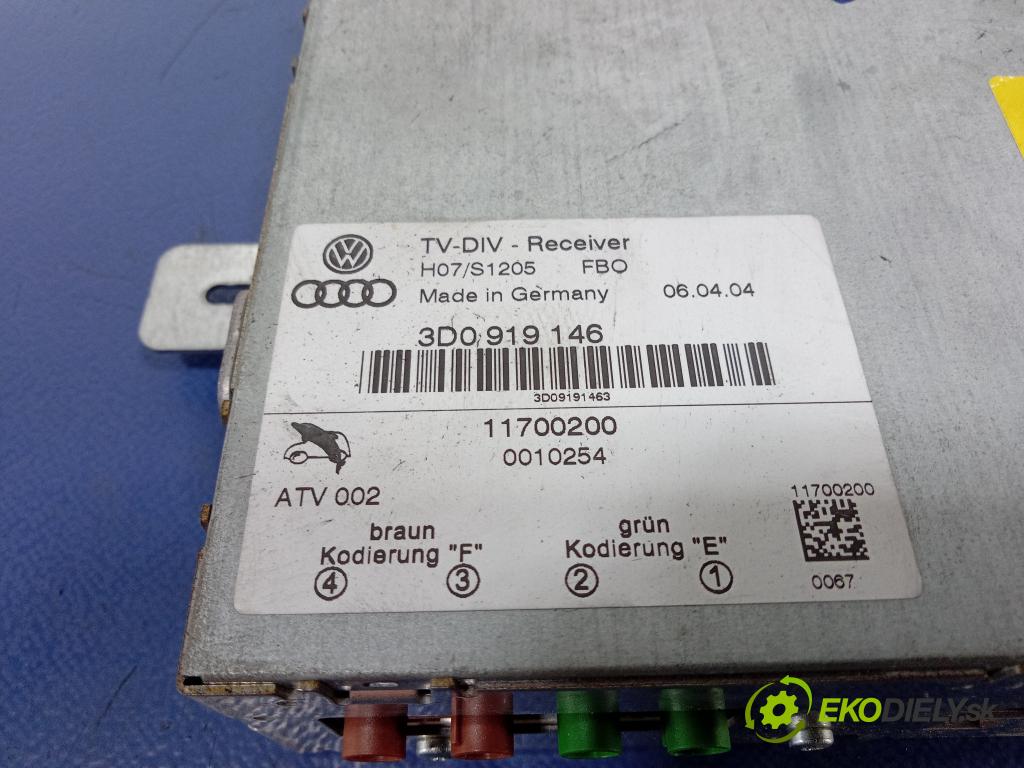 TV-DIV - Receiver
H07/S1205 FBO
Made in Germany 06.04.04
3D0 919 146
3D09191463
11700200
0010254
ATV 002
11700200
braun grün
Kodierung "F" Kodierung "E"
4 3 2 1
0067
EKODIELY.sk